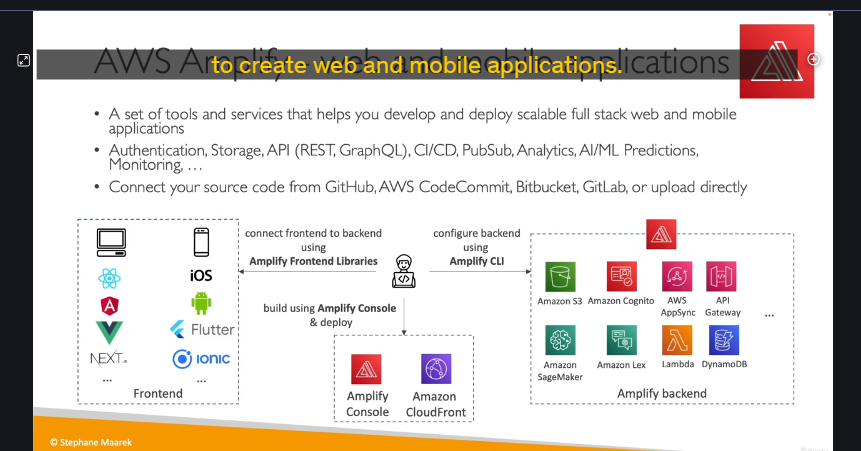 AWS Amplify – web and mobile applications
to create web and mobile applications.
• A set of tools and services that helps you develop and deploy scalable full stack web and mobile
applications
• Authentication, Storage, API (REST, GraphQL), CI/CD, PubSub, Analytics, AI/ML Predictions,
Monitoring, …
• Connect your source code from GitHub, AWS CodeCommit, Bitbucket, GitLab, or upload directly
connect frontend to backend
using
Amplify Frontend Libraries
configure backend
using
Amplify CLI
build using Amplify Console
& deploy
iOS
Flutter
NEXT.JS
ionic
...
...
Frontend
Amplify
Console
Amazon
CloudFront
Amazon S3
Amazon Cognito
AWS
AppSync
API
Gateway
...
Amazon
SageMaker
Amazon Lex
Lambda
DynamoDB
Amplify backend
© Stephane Maarek